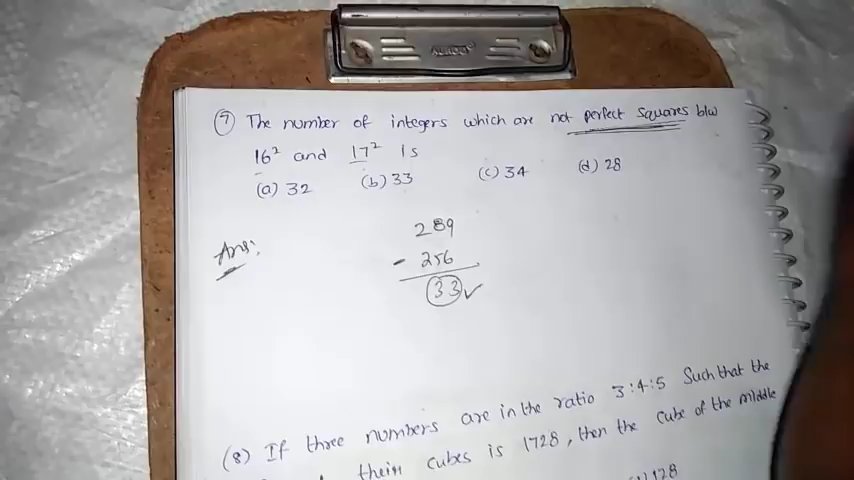 (7) The number of integers which are not perfect squares b/w
16² and 17² is
(a) 32 (b) 33 (c) 34 (d) 28
Ans:
289
- 256
33 ✓
(8) If three numbers are in the ratio 3:4:5 Such that the
their cubes is 1728, then the cube of the middle
128